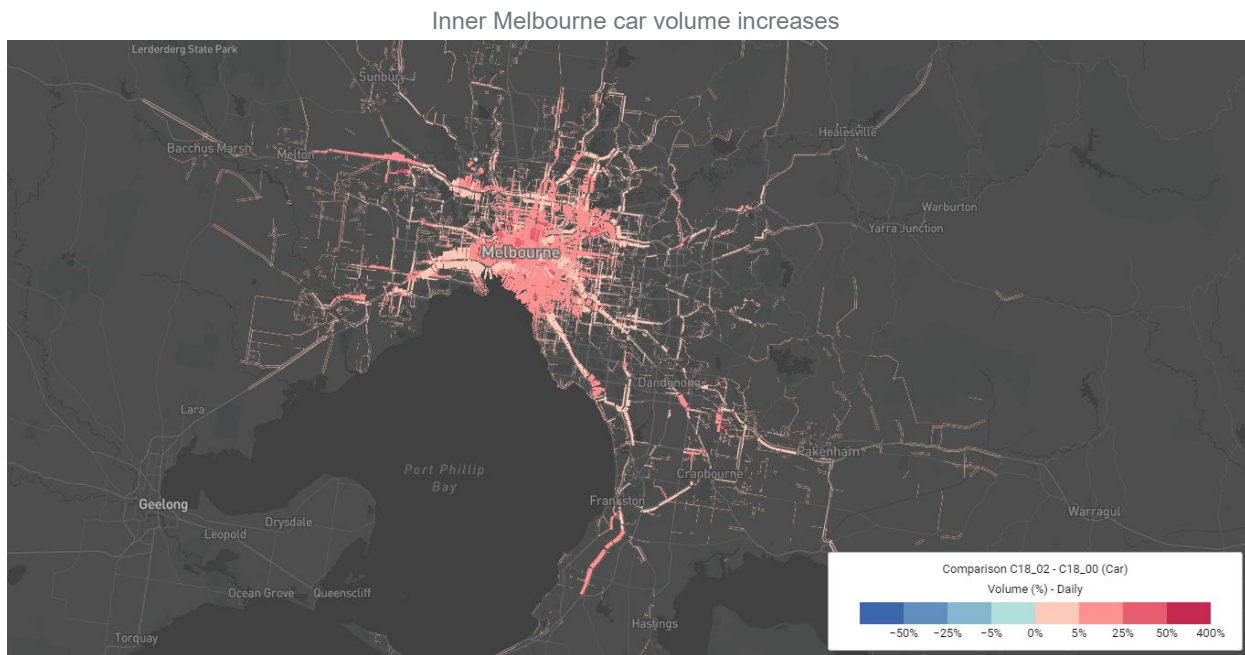 Inner Melbourne car volume increases
Lerderderg State Park
Sunbury
Healesville
Bacchus Marsh
Melton
Warburton
Yarra Junction
Melbourne
Dandenong
Lara
Pakenham
Port Phillip
Bay
Cranbourne
Geelong
Frankston
Warragul
Drysdale
Leopold
Ocean Grove
Queenscliff
Hastings
Torquay
Comparison C18_02 - C18_00 (Car)
Volume (%) - Daily
−50% −25% −5% 0% 5% 25% 50% 400%